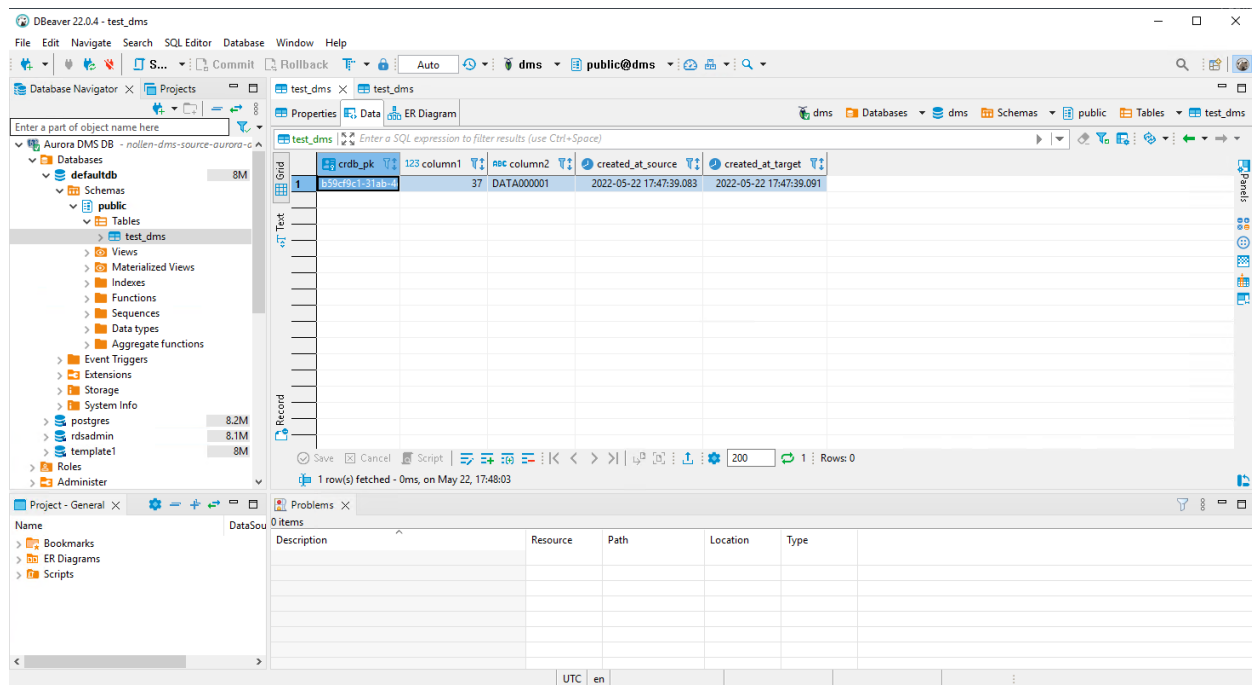 DBeaver 22.0.4 - test_dms
File Edit Navigate Search SQL Editor Database Window Help
S... Commit Rollback Auto dms public@dms
Database Navigator Projects
Enter a part of object name here
Aurora DMS DB - nollen-dms-source-aurora-c
Databases
defaultdb 8M
Schemas
public
Tables
test_dms
Views
Materialized Views
Indexes
Functions
Sequences
Data types
Aggregate functions
Event Triggers
Extensions
Storage
System Info
postgres 8.2M
rdsadmin 8.1M
template1 8M
Roles
Administer
test_dms test_dms
Properties Data ER Diagram dms Databases dms Schemas public Tables test_dms
test_dms Enter a SQL expression to filter results (use Ctrl+Space)
Grid
Text
Record
crdb_pk 123 column1 ABC column2 created_at_source created_at_target
1 b59cf9c1-31ab-4 37 DATA000001 2022-05-22 17:47:39.083 2022-05-22 17:47:39.091
Panels
Save Cancel Script 200 1 Rows: 0
1 row(s) fetched - 0ms, on May 22, 17:48:03
Project - General
Name DataSou
Bookmarks
ER Diagrams
Scripts
Problems
0 items
Description Resource Path Location Type
UTC en